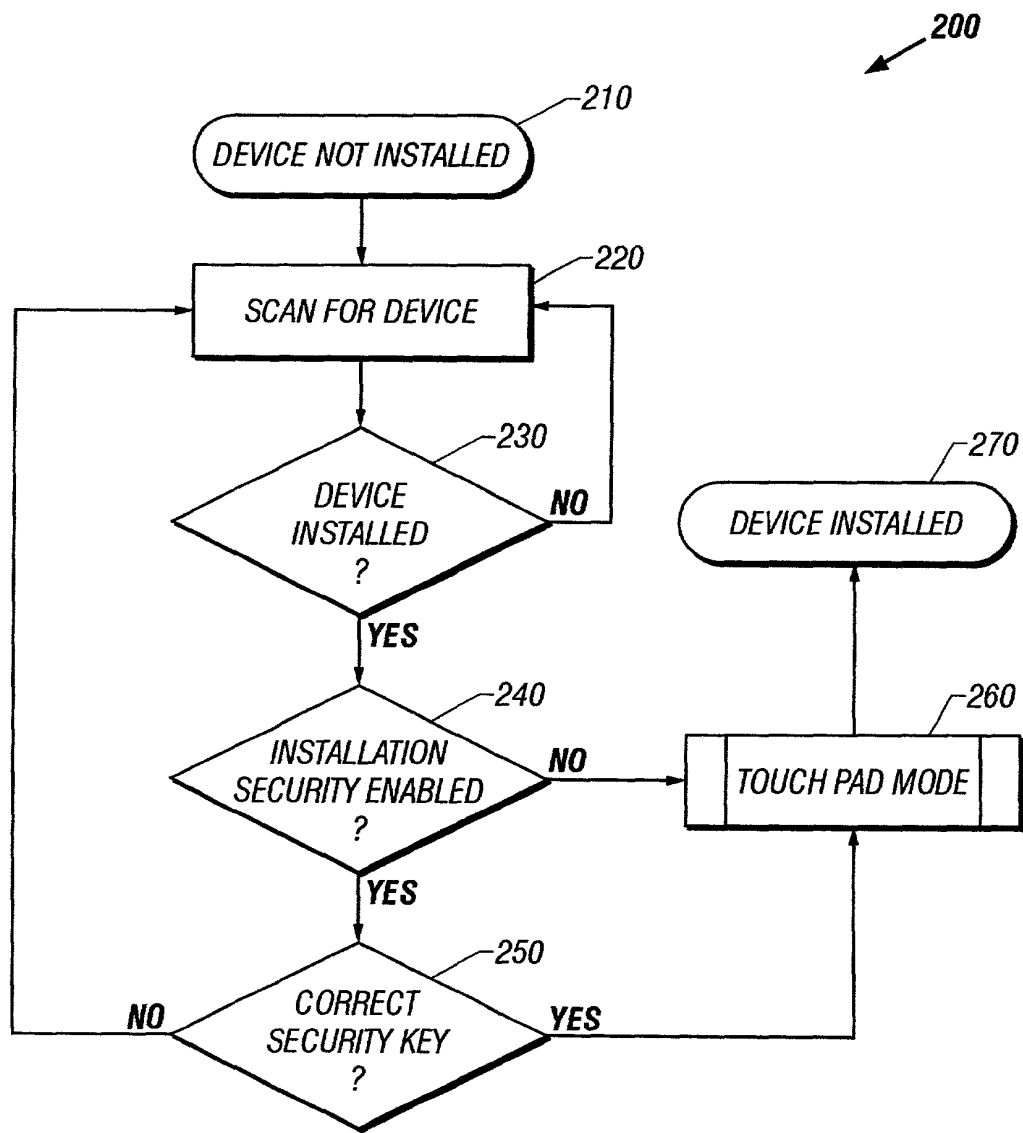 200
210
DEVICE NOT INSTALLED
220
SCAN FOR DEVICE
230
DEVICE
INSTALLED
?
NO
YES
270
DEVICE INSTALLED
240
INSTALLATION
SECURITY ENABLED
?
NO
YES
260
TOUCH PAD MODE
250
CORRECT
SECURITY KEY
?
NO
YES